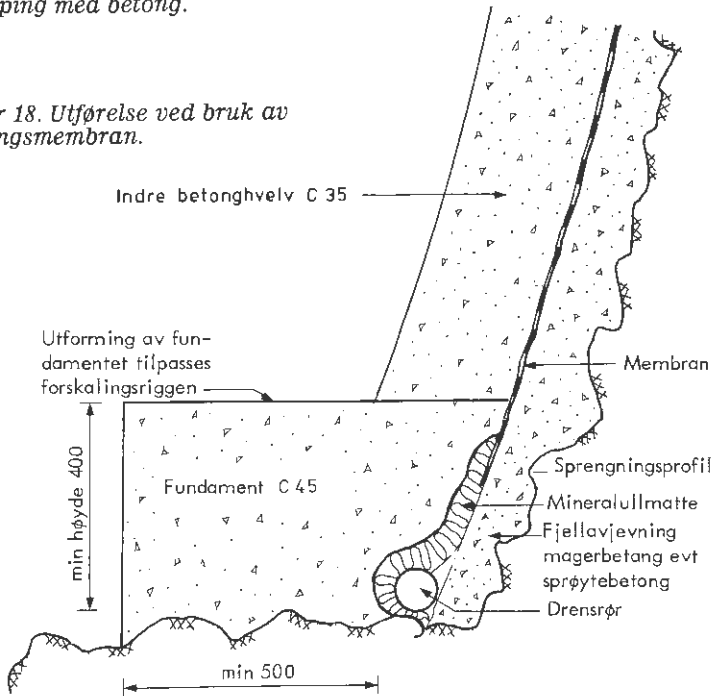 ping med betong.
r 18. Utførelse ved bruk av
ngsmembran.
Indre betonghvelv C 35
Utforming av fun-
damentet tilpasses
forskalingsriggen
Membran
min høyde 400
Fundament C 45
Sprengningsprofil
Mineralullmatte
Fjellavjevning
magerbetang evt
sprøytebetong
Drensrør
min 500